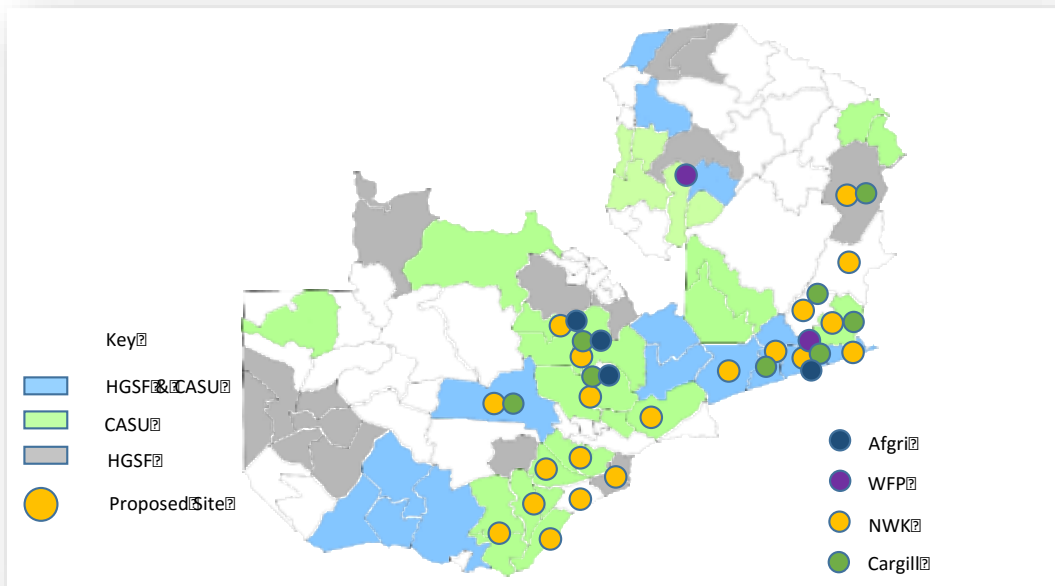 Key
HGSF & CASU
CASU
HGSF
Proposed Site
Afgri
WFP
NWK
Cargill